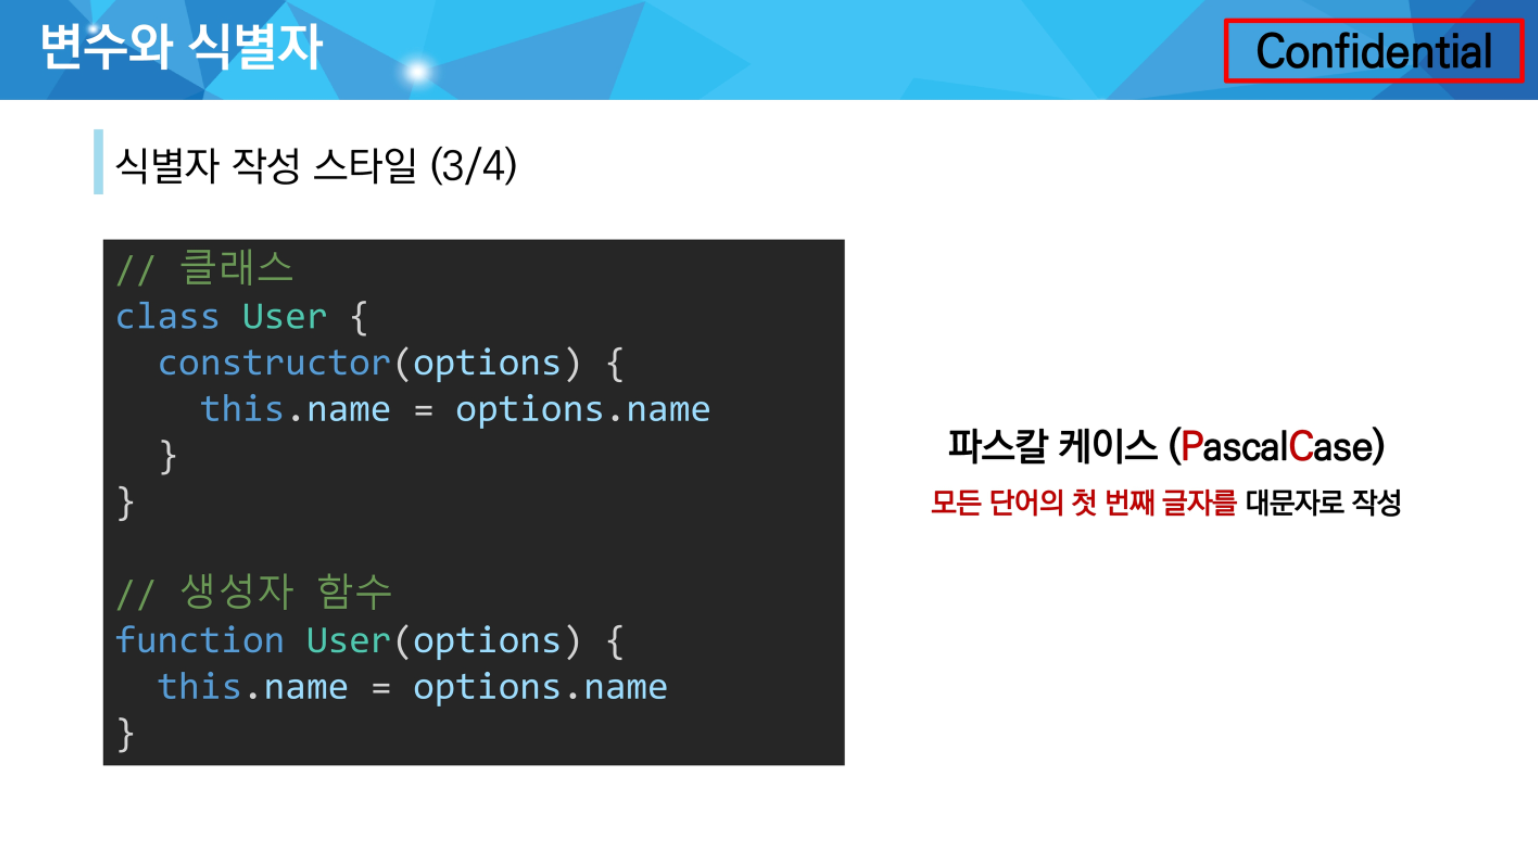 변수와 식별자
Confidential
식별자 작성 스타일 (3/4)
// 클래스
class User {
  constructor(options) {
    this.name = options.name
  }
}
// 생성자 함수
function User(options) {
  this.name = options.name
}
파스칼 케이스 (PascalCase)
모든 단어의 첫 번째 글자를 대문자로 작성